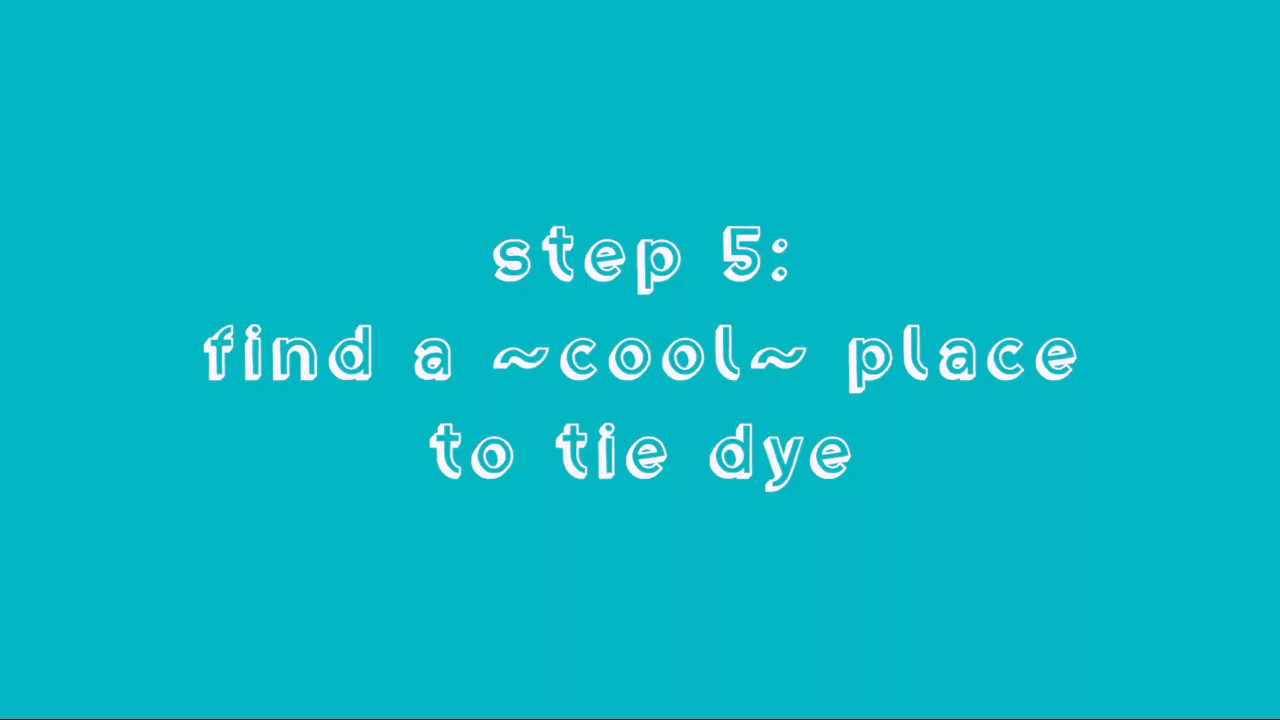 step 5:
find a ~cool~ place
to tie dye